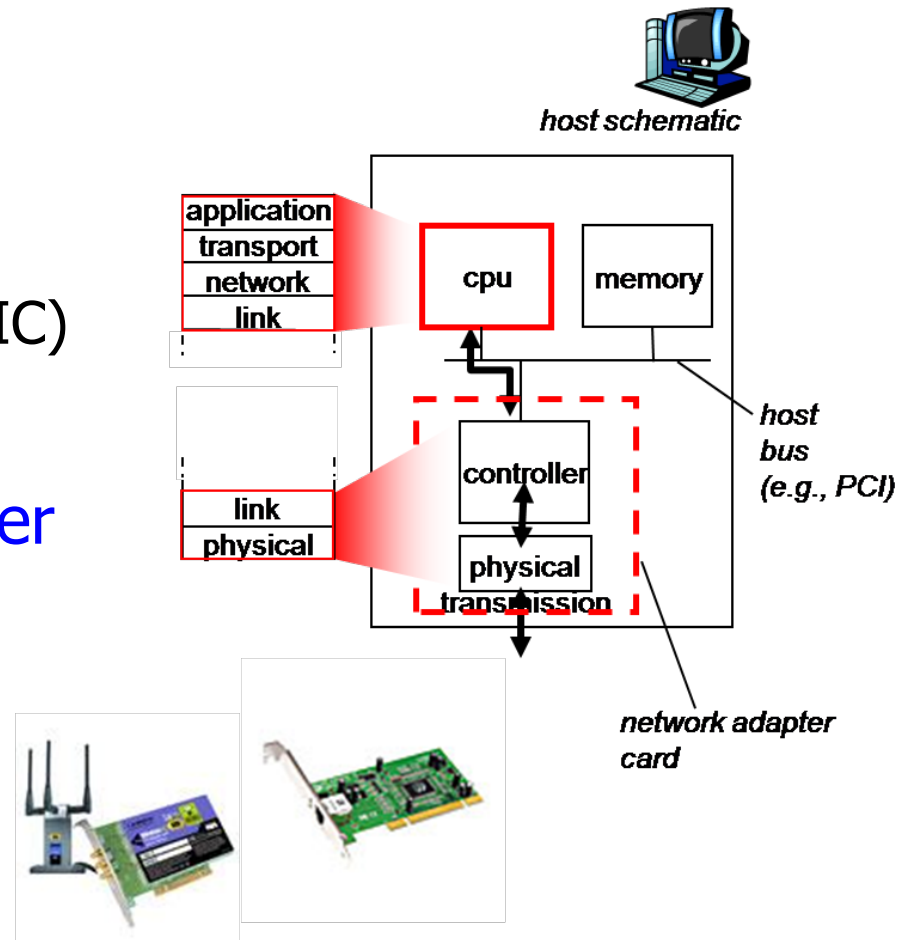 host schematic
application
transport
network
link
cpu
memory
IC)
host
bus
(e.g., PCI)
controller
link
physical
er
physical
transmission
network adapter
card